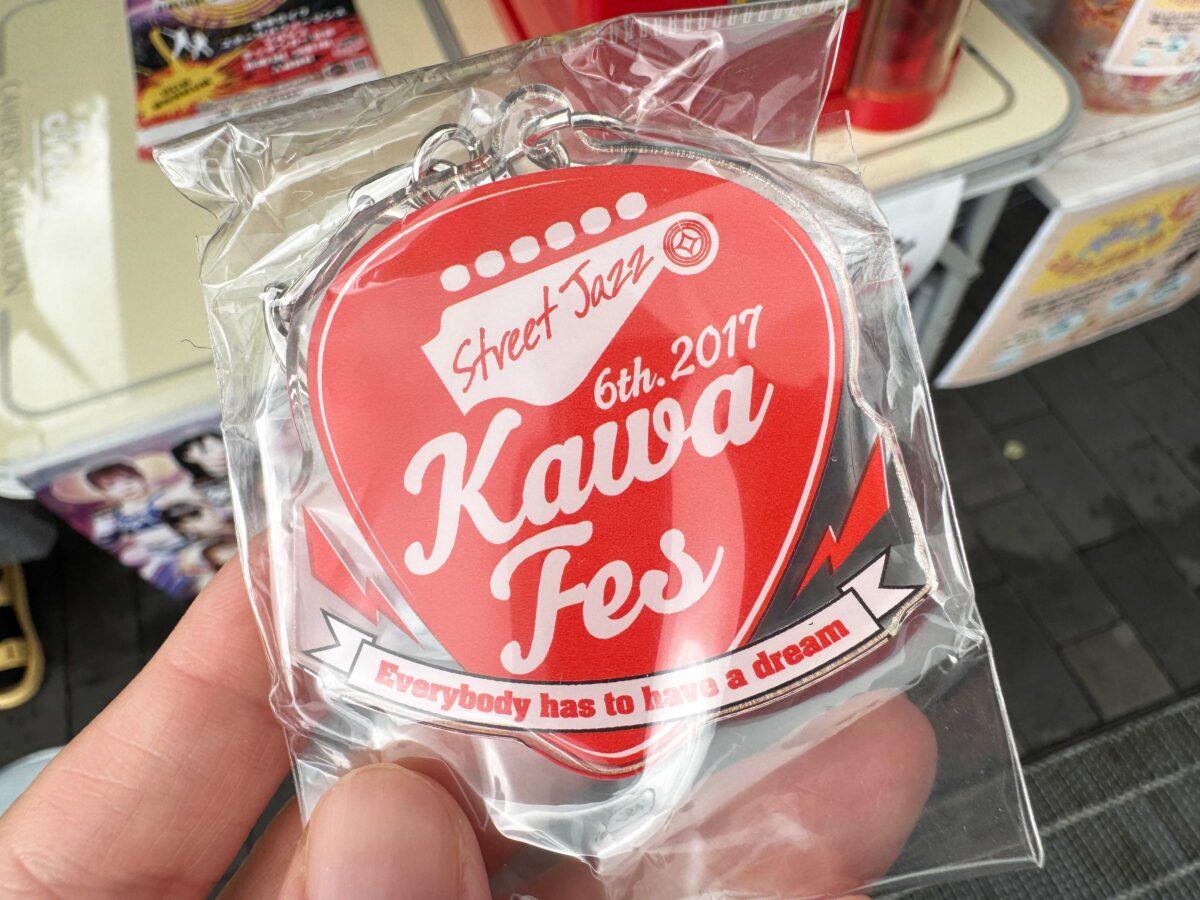 Street Jazz
6th. 2017
Kawa
Fes
Everybody has to have a dream